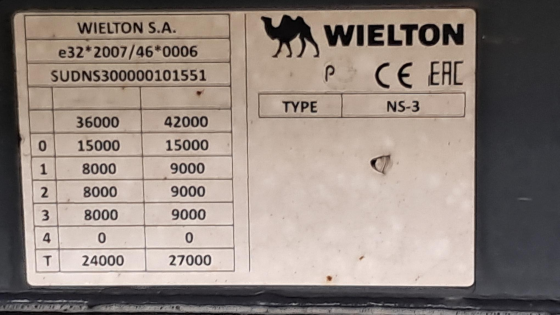 WIELTON S.A.
e32*2007/46*0006
SUDNS300000101551
36000 42000
0 15000 15000
1 8000 9000
2 8000 9000
3 8000 9000
4 0 0
T 24000 27000
WIELTON
P CE EAC
TYPE NS-3